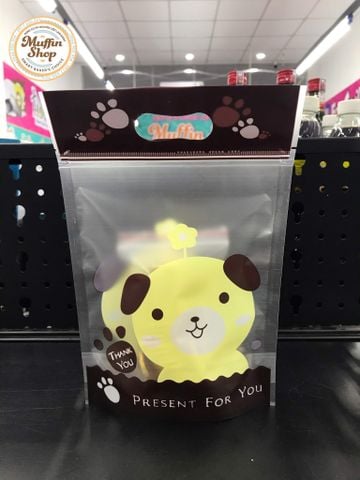 Muffin
Shop
Muffin
THANK
YOU
PRESENT FOR YOU